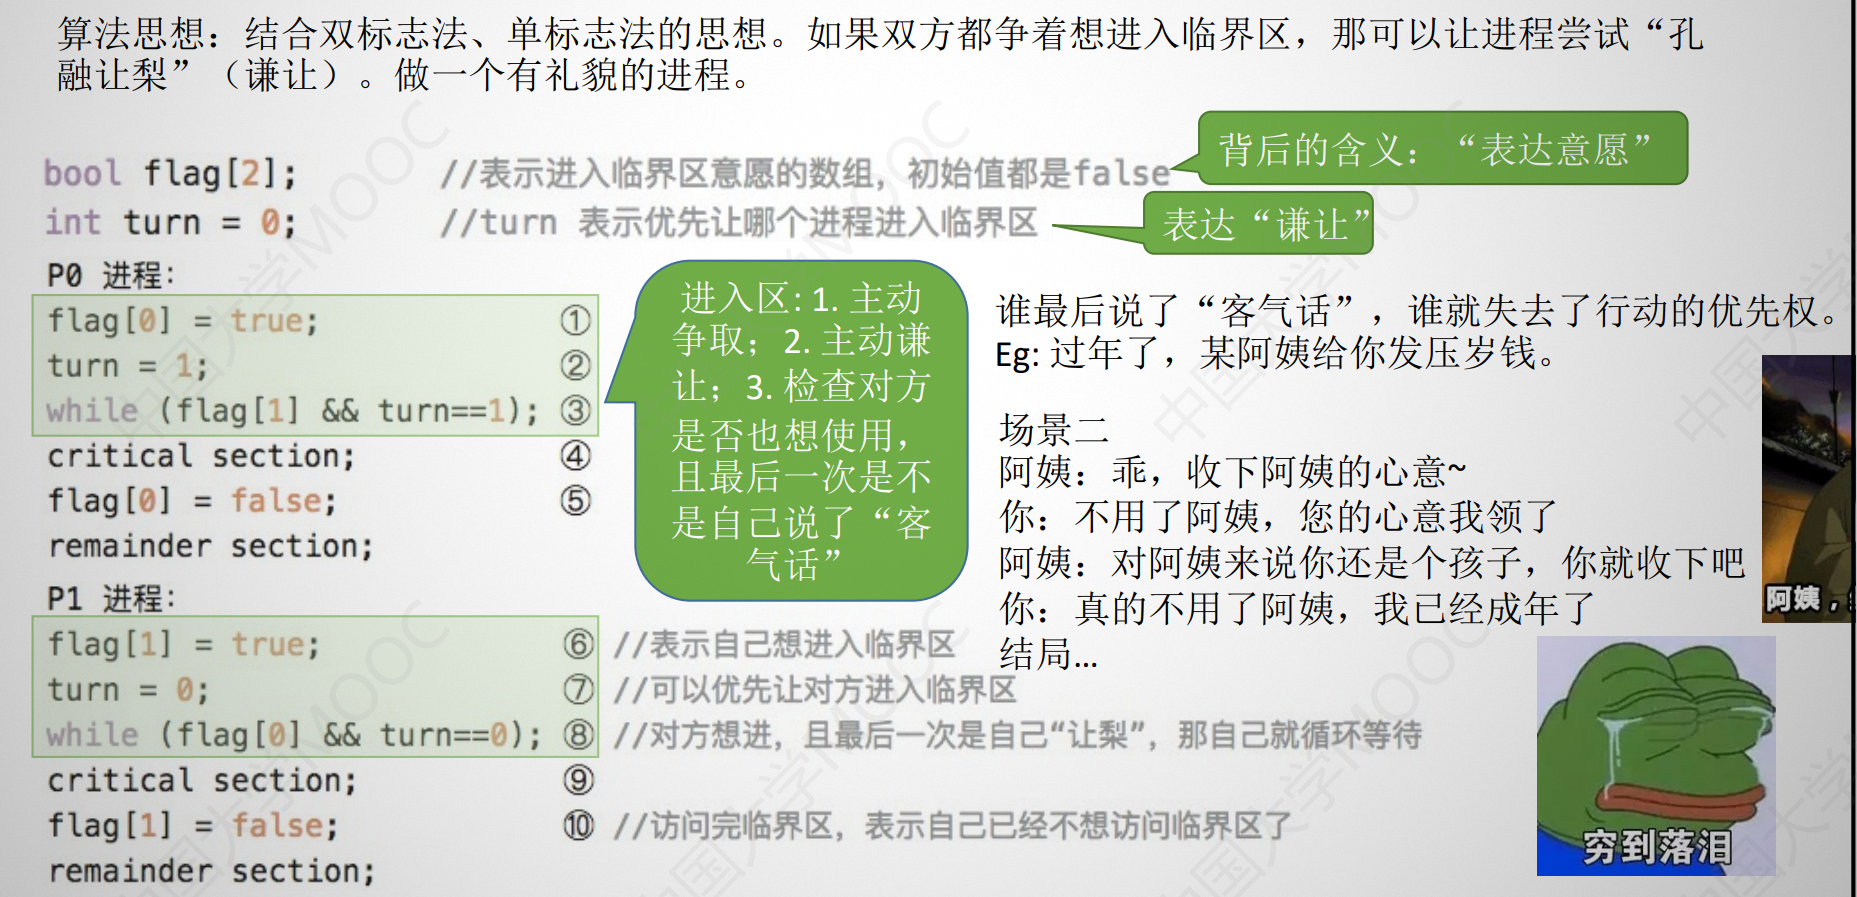 算法思想：结合双标志法、单标志法的思想。如果双方都争着想进入临界区，那可以让进程尝试“孔
融让梨”（谦让）。做一个有礼貌的进程。
bool flag[2]; //表示进入临界区意愿的数组，初始值都是false
背后的含义：“表达意愿”
int turn = 0; //turn 表示优先让哪个进程进入临界区
表达“谦让”
P0 进程：
flag[0] = true; ①
turn = 1; ②
while (flag[1] && turn==1); ③
critical section; ④
flag[0] = false; ⑤
remainder section;
进入区: 1. 主动
争取；2. 主动谦
让；3. 检查对方
是否也想使用，
且最后一次是不
是自己说了“客
气话”
谁最后说了“客气话”，谁就失去了行动的优先权。
Eg: 过年了，某阿姨给你发压岁钱。
场景二
阿姨：乖，收下阿姨的心意~
你：不用了阿姨，您的心意我领了
阿姨：对阿姨来说你还是个孩子，你就收下吧
你：真的不用了阿姨，我已经成年了
结局...
阿姨，
P1 进程：
flag[1] = true; ⑥ //表示自己想进入临界区
turn = 0; ⑦ //可以优先让对方进入临界区
while (flag[0] && turn==0); ⑧ //对方想进，且最后一次是自己“让梨”，那自己就循环等待
critical section; ⑨
flag[1] = false; ⑩ //访问完临界区，表示自己已经不想访问临界区了
remainder section;
穷到落泪
中国大学MOOC